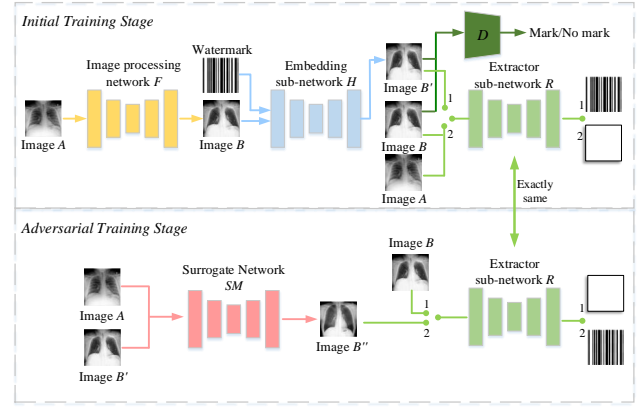 Initial Training Stage
D
Mark/No mark
Watermark
Image processing
network F
Embedding
sub-network H
Extractor
sub-network R
Image B'
1
2
1
2
Image A
Image B
Image B
Image A
Exactly
same
Adversarial Training Stage
Image B
Surrogate Network
SM
Extractor
sub-network R
Image A
1
2
1
2
Image B'
Image B''